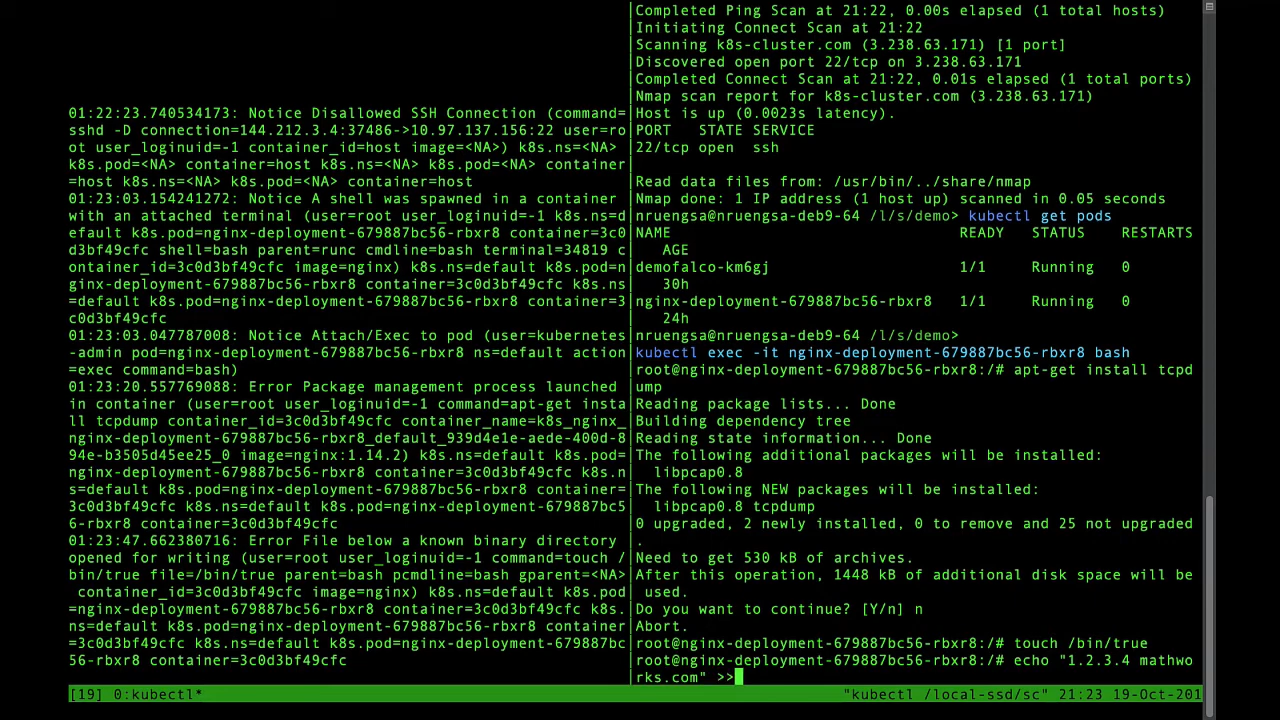 01:22:23.740534173: Notice Disallowed SSH Connection (command=
sshd -D connection=144.212.3.4:37486->10.97.137.156:22 user=ro
ot user_loginuid=-1 container_id=host image=<NA>) k8s.ns=<NA>
k8s.pod=<NA> container=host k8s.ns=<NA> k8s.pod=<NA> container
=host k8s.ns=<NA> k8s.pod=<NA> container=host
01:23:03.154241272: Notice A shell was spawned in a container
with an attached terminal (user=root user_loginuid=-1 k8s.ns=d
efault k8s.pod=nginx-deployment-679887bc56-rbxr8 container=3c0
d3bf49cfc shell=bash parent=runc cmdline=bash terminal=34819 c
ontainer_id=3c0d3bf49cfc image=nginx) k8s.ns=default k8s.pod=n
ginx-deployment-679887bc56-rbxr8 container=3c0d3bf49cfc k8s.ns
=default k8s.pod=nginx-deployment-679887bc56-rbxr8 container=3
c0d3bf49cfc
01:23:03.047787008: Notice Attach/Exec to pod (user=kubernetes
-admin pod=nginx-deployment-679887bc56-rbxr8 ns=default action
=exec command=bash)
01:23:20.557769088: Error Package management process launched
in container (user=root user_loginuid=-1 command=apt-get insta
ll tcpdump container_id=3c0d3bf49cfc container_name=k8s_nginx_
nginx-deployment-679887bc56-rbxr8_default_939d4e1e-aede-400d-8
94e-b3505d45ee25_0 image=nginx:1.14.2) k8s.ns=default k8s.pod=
nginx-deployment-679887bc56-rbxr8 container=3c0d3bf49cfc k8s.n
s=default k8s.pod=nginx-deployment-679887bc56-rbxr8 container=
3c0d3bf49cfc k8s.ns=default k8s.pod=nginx-deployment-679887bc5
6-rbxr8 container=3c0d3bf49cfc
01:23:47.662380716: Error File below a known binary directory
opened for writing (user=root user_loginuid=-1 command=touch /
bin/true file=/bin/true parent=bash pcmdline=bash gparent=<NA>
 container_id=3c0d3bf49cfc image=nginx) k8s.ns=default k8s.pod
=nginx-deployment-679887bc56-rbxr8 container=3c0d3bf49cfc k8s.
ns=default k8s.pod=nginx-deployment-679887bc56-rbxr8 container
=3c0d3bf49cfc k8s.ns=default k8s.pod=nginx-deployment-679887bc
56-rbxr8 container=3c0d3bf49cfc
Completed Ping Scan at 21:22, 0.00s elapsed (1 total hosts)
Initiating Connect Scan at 21:22
Scanning k8s-cluster.com (3.238.63.171) [1 port]
Discovered open port 22/tcp on 3.238.63.171
Completed Connect Scan at 21:22, 0.01s elapsed (1 total ports)
Nmap scan report for k8s-cluster.com (3.238.63.171)
Host is up (0.0023s latency).
PORT   STATE SERVICE
22/tcp open  ssh
Read data files from: /usr/bin/../share/nmap
Nmap done: 1 IP address (1 host up) scanned in 0.05 seconds
nruengsa@nruengsa-deb9-64 /l/s/demo> kubectl get pods
NAME                                READY   STATUS    RESTARTS
   AGE
demofalco-km6gj                     1/1     Running   0
   30h
nginx-deployment-679887bc56-rbxr8   1/1     Running   0
   24h
nruengsa@nruengsa-deb9-64 /l/s/demo>
kubectl exec -it nginx-deployment-679887bc56-rbxr8 bash
root@nginx-deployment-679887bc56-rbxr8:/# apt-get install tcpd
ump
Reading package lists... Done
Building dependency tree
Reading state information... Done
The following additional packages will be installed:
  libpcap0.8
The following NEW packages will be installed:
  libpcap0.8 tcpdump
0 upgraded, 2 newly installed, 0 to remove and 25 not upgraded
.
Need to get 530 kB of archives.
After this operation, 1448 kB of additional disk space will be
 used.
Do you want to continue? [Y/n] n
Abort.
root@nginx-deployment-679887bc56-rbxr8:/# touch /bin/true
root@nginx-deployment-679887bc56-rbxr8:/# echo "1.2.3.4 mathwo
rks.com" >>
[19] 0:kubectl* "kubectl /local-ssd/sc" 21:23 19-Oct-201